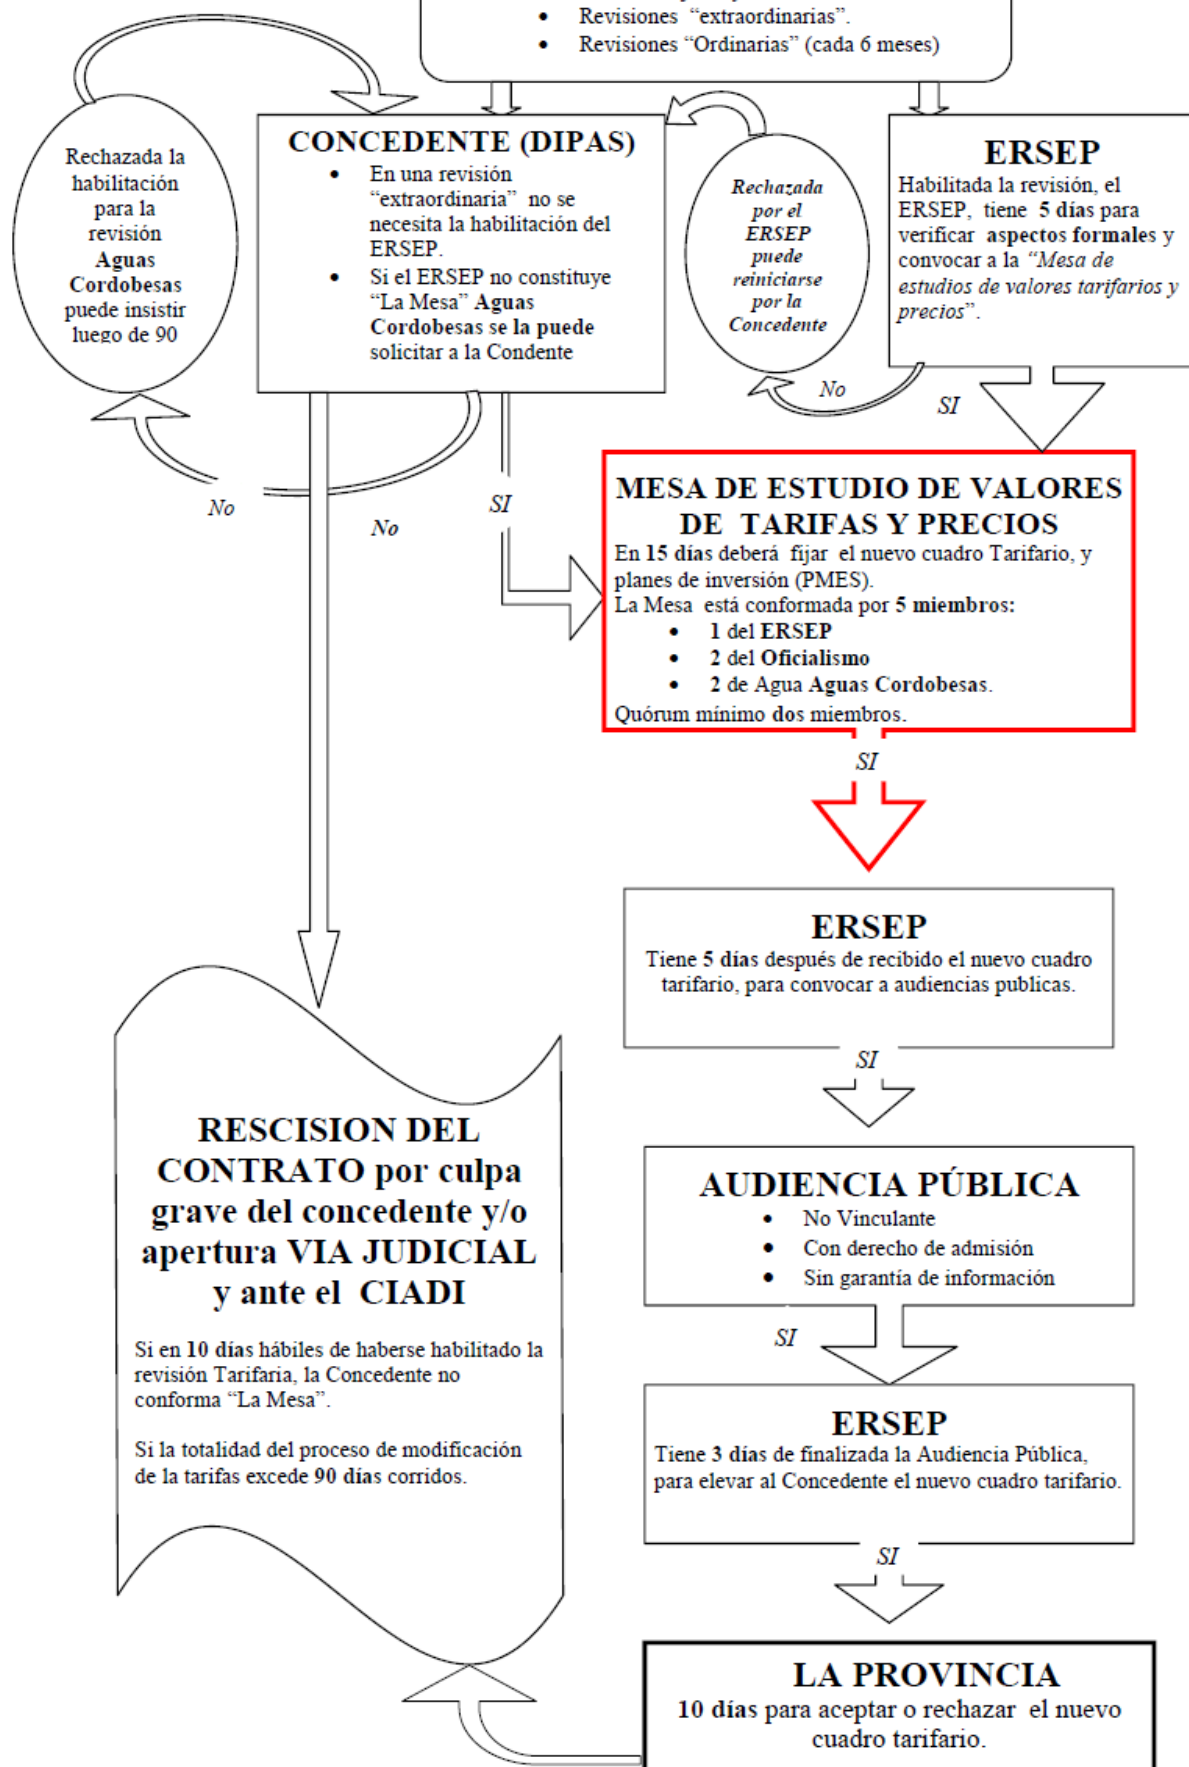 • Revisiones “extraordinarias”.
• Revisiones “Ordinarias” (cada 6 meses)
Rechazada la
habilitación
para la
revisión
Aguas
Cordobesas
puede insistir
luego de 90
CONCEDENTE (DIPAS)
• En una revisión
“extraordinaria” no se
necesita la habilitación del
ERSEP.
• Si el ERSEP no constituye
“La Mesa” Aguas
Cordobesas se la puede
solicitar a la Condente
Rechazada
por el
ERSEP
puede
reiniciarse
por la
Concedente
ERSEP
Habilitada la revisión, el
ERSEP, tiene 5 días para
verificar aspectos formales y
convocar a la “Mesa de
estudios de valores tarifarios y
precios”.
No
SI
No
No
SI
MESA DE ESTUDIO DE VALORES
DE TARIFAS Y PRECIOS
En 15 días deberá fijar el nuevo cuadro Tarifario, y
planes de inversión (PMES).
La Mesa está conformada por 5 miembros:
• 1 del ERSEP
• 2 del Oficialismo
• 2 de Agua Aguas Cordobesas.
Quórum mínimo dos miembros.
SI
ERSEP
Tiene 5 días después de recibido el nuevo cuadro
tarifario, para convocar a audiencias publicas.
SI
AUDIENCIA PÚBLICA
• No Vinculante
• Con derecho de admisión
• Sin garantía de información
SI
ERSEP
Tiene 3 días de finalizada la Audiencia Pública,
para elevar al Concedente el nuevo cuadro tarifario.
SI
LA PROVINCIA
10 días para aceptar o rechazar el nuevo
cuadro tarifario.
RESCISION DEL
CONTRATO por culpa
grave del concedente y/o
apertura VIA JUDICIAL
y ante el CIADI
Si en 10 días hábiles de haberse habilitado la
revisión Tarifaria, la Concedente no
conforma “La Mesa”.
Si la totalidad del proceso de modificación
de la tarifas excede 90 días corridos.